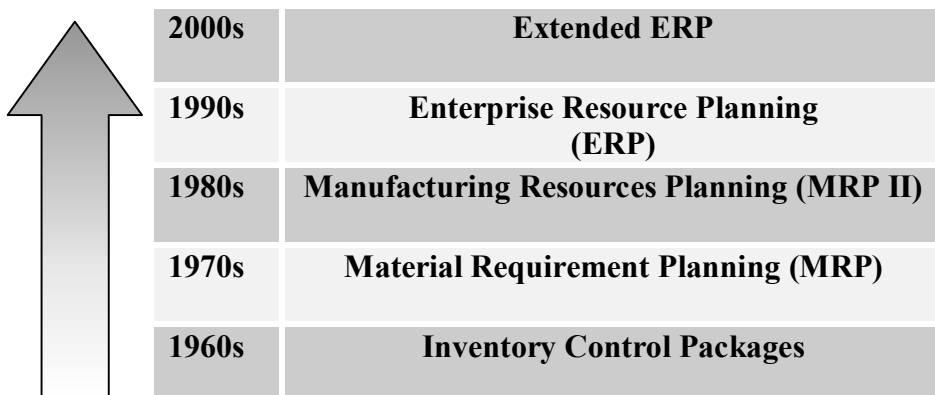 2000s Extended ERP
1990s Enterprise Resource Planning
(ERP)
1980s Manufacturing Resources Planning (MRP II)
1970s Material Requirement Planning (MRP)
1960s Inventory Control Packages